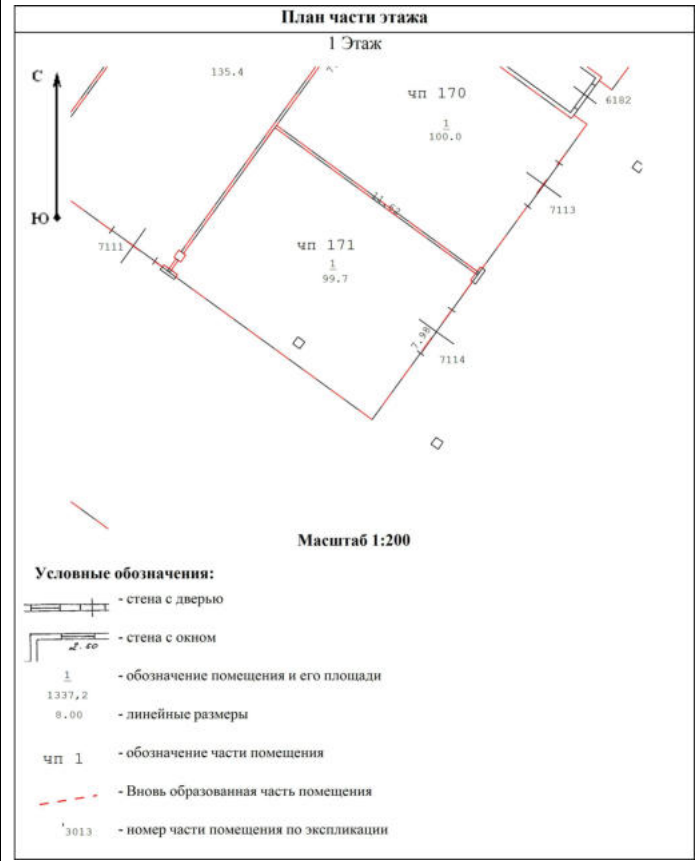 План части этажа
1 Этаж
С
135.4
чп 170
6182
1
100.0
11.62
7113
Ю
7111
чп 171
1
99.7
7.98
7114
Масштаб 1:200
Условные обозначения:
- стена с дверью
- стена с окном
2.60
1
- обозначение помещения и его площади
1337,2
8.00
- линейные размеры
чп 1
- обозначение части помещения
- Вновь образованная часть помещения
3013
- номер части помещения по экспликации